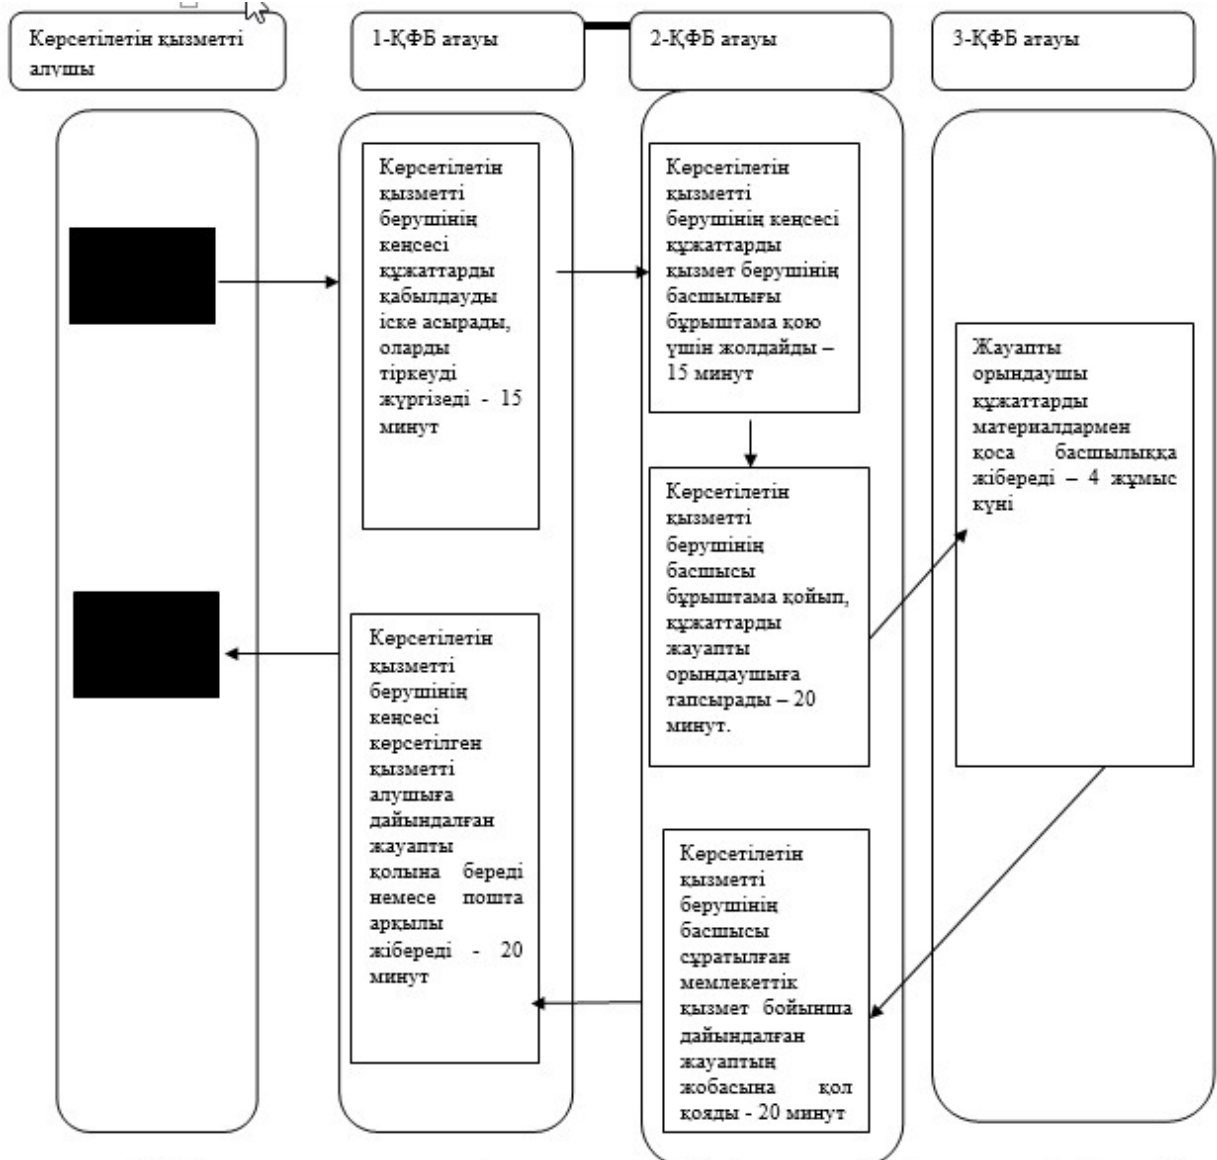 Көрсетілетін қызметті
алушы
1-ҚФБ атауы
2-ҚФБ атауы
3-ҚФБ атауы
Көрсетілетін
қызметті
берушінің
кеңсесі
құжаттарды
қабылдауды
іске асырады,
оларды
тіркеуді
жүргізеді - 15
минут
Көрсетілетін
қызметті
берушінің кеңсесі
құжаттарды
қызмет берушінің
басшылығы
бұрыштама қою
үшін жолдайды –
15 минут
Көрсетілетін
қызметті
берушінің
басшысы
бұрыштама қойып,
құжаттарды
жауапты
орындаушыға
тапсырады – 20
минут.
Жауапты
орындаушы
құжаттарды
материалдармен
қоса басшылыққа
жібереді – 4 жұмыс
күні
Көрсетілетін
қызметті
берушінің
басшысы
сұратылған
мемлекеттік
қызмет бойынша
дайындалған
жауаптың
жобасына қол
қояды - 20 минут
Көрсетілетін
қызметті
берушінің
кеңсесі
көрсетілген
қызметті
алушыға
дайындалған
жауапты
қолына береді
немесе пошта
арқылы
жібереді - 20
минут